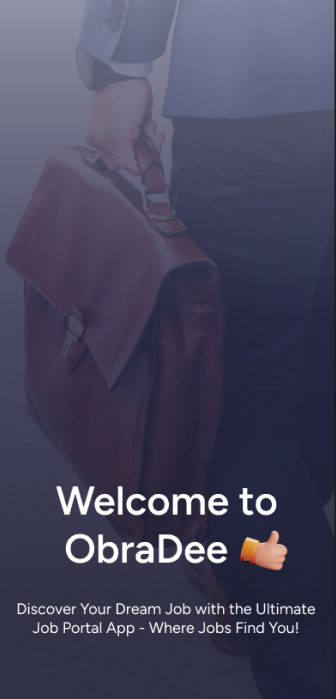 Welcome to
ObraDee 👍
Discover Your Dream Job with the Ultimate
Job Portal App - Where Jobs Find You!